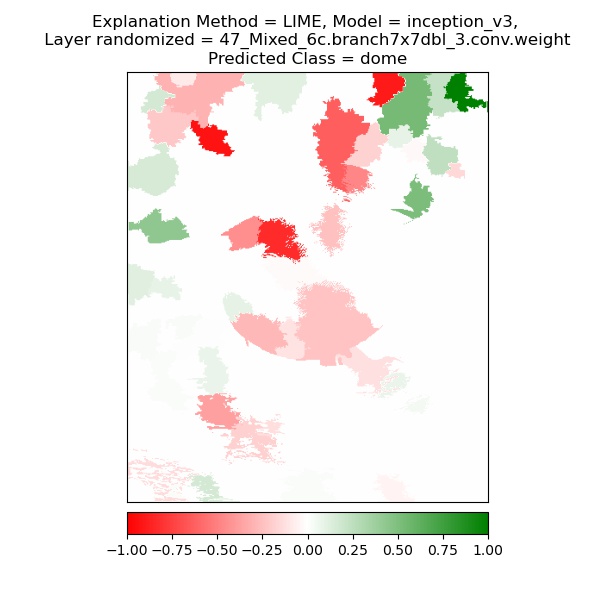 Explanation Method = LIME, Model = inception_v3,
Layer randomized = 47_Mixed_6c.branch7x7dbl_3.conv.weight
Predicted Class = dome
−1.00 −0.75 −0.50 −0.25 0.00 0.25 0.50 0.75 1.00